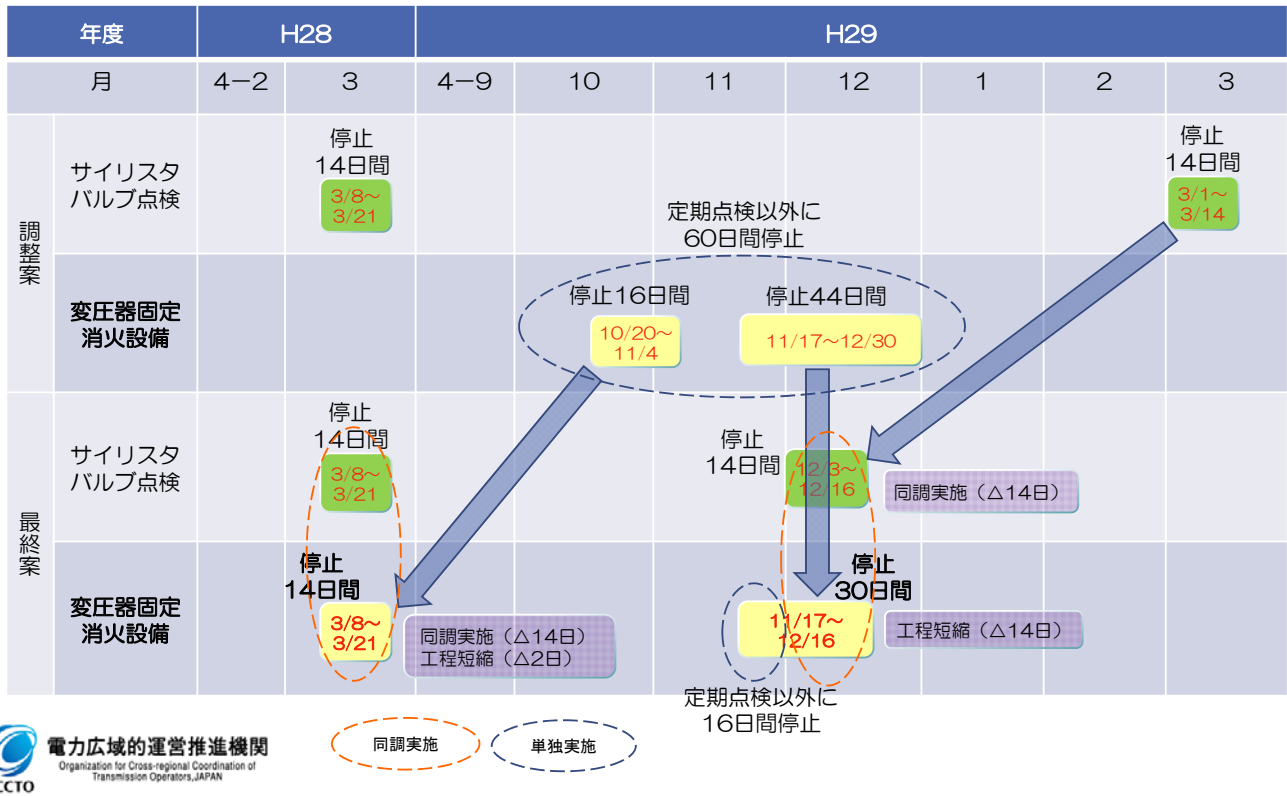 年度
H28
H29
月
4－2
3
4－9
10
11
12
1
2
3
調整案
サイリスタ
バルブ点検
停止
14日間
3/8～
3/21
停止
14日間
3/1～
3/14
変圧器固定
消火設備
定期点検以外に
60日間停止
停止16日間
10/20～
11/4
停止44日間
11/17～12/30
最終案
サイリスタ
バルブ点検
停止
14日間
3/8～
3/21
停止
14日間
12/3～
12/16
同調実施（△14日）
変圧器固定
消火設備
停止
14日間
3/8～
3/21
同調実施（△14日）
工程短縮（△2日）
停止
30日間
11/17～
12/16
工程短縮（△14日）
定期点検以外に
16日間停止
同調実施
単独実施
電力広域的運営推進機関
Organization for Cross-regional Coordination of
Transmission Operators,JAPAN
CCTO